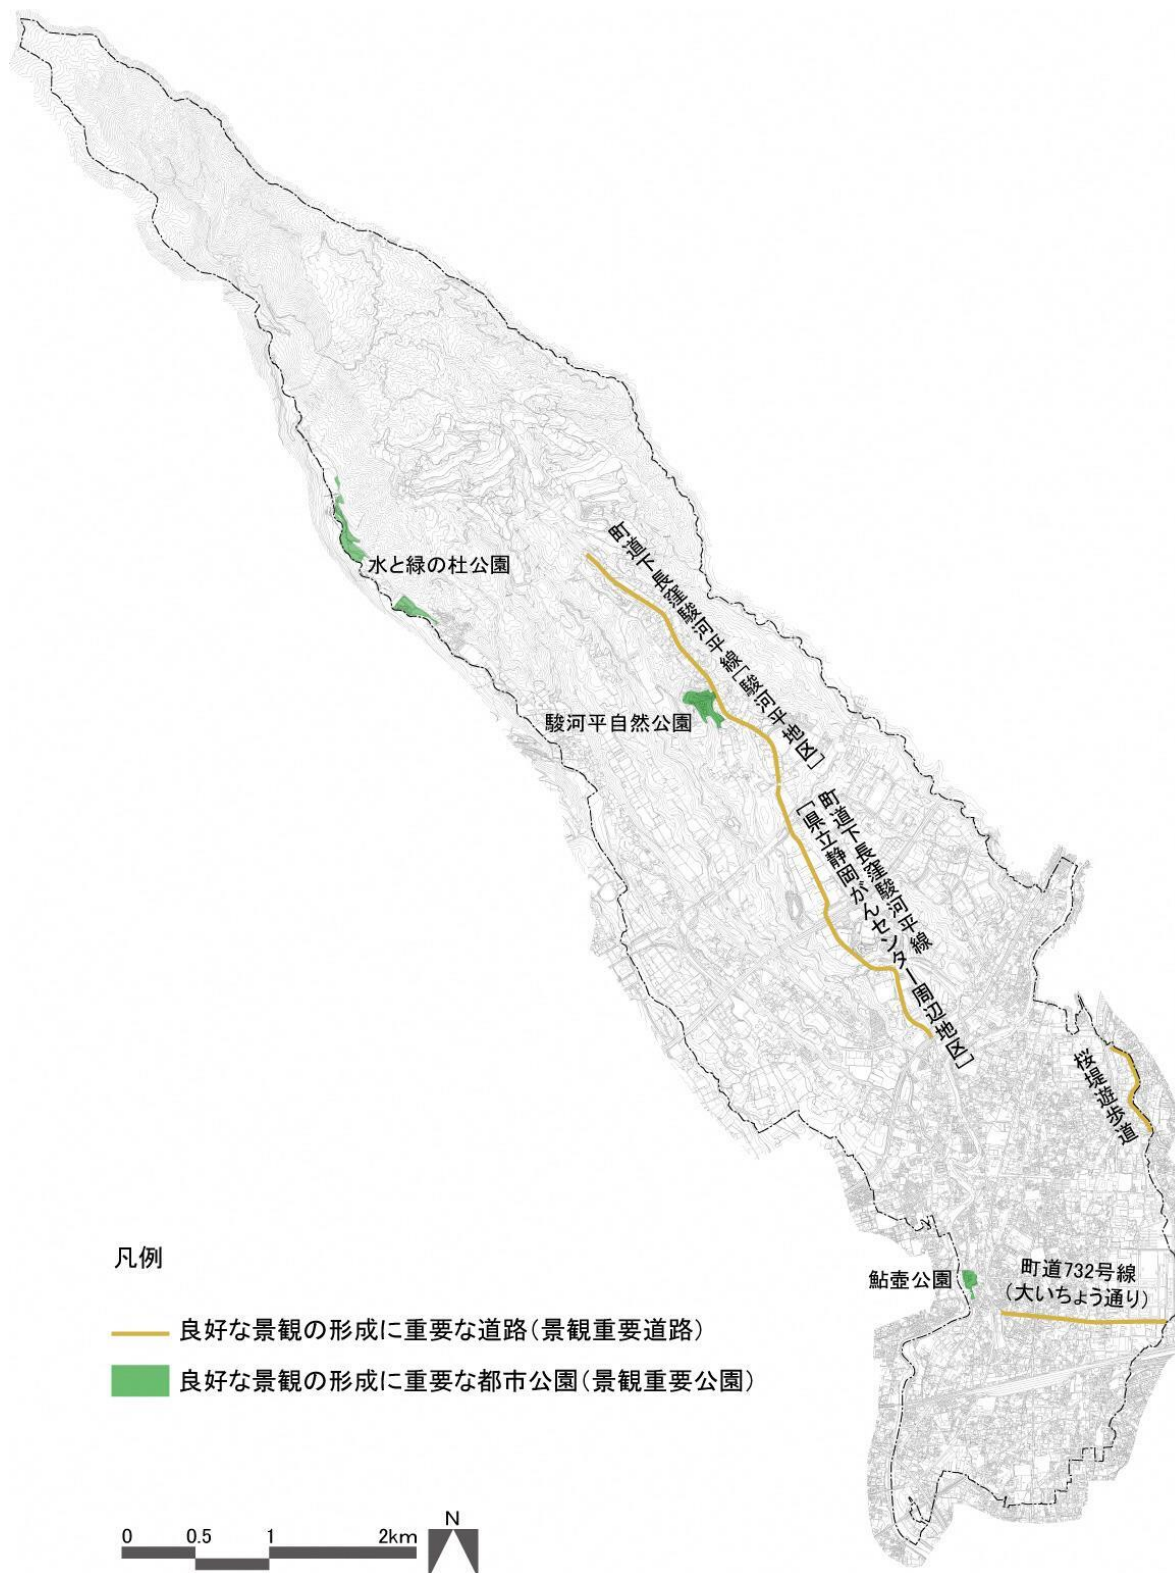 町道下長窪駿河平線［駿河平地区］
水と緑の杜公園
駿河平自然公園
町道下長窪駿河平線
［県立静岡がんセンター周辺地区］
桜堤遊歩道
鮎壺公園
町道732号線
（大いちょう通り）
凡例
良好な景観の形成に重要な道路（景観重要道路）
良好な景観の形成に重要な都市公園（景観重要公園）
0 0.5 1 2km
N